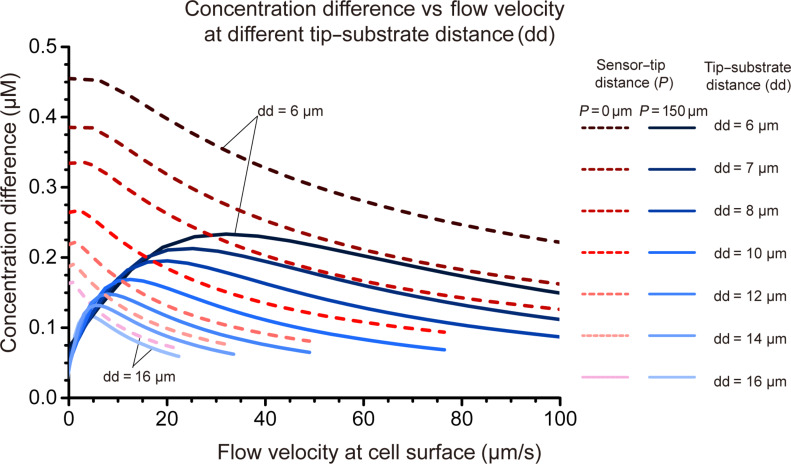 Concentration difference vs flow velocity
at different tip–substrate distance (dd)
Concentration difference (µM)
0.5
0.4
0.3
0.2
0.1
0.0
dd = 6 µm
dd = 16 µm
0 20 40 60 80 100
Flow velocity at cell surface (µm/s)
Sensor–tip Tip–substrate
distance (P) distance (dd)
P = 0 µm P = 150 µm
dd = 6 µm
dd = 7 µm
dd = 8 µm
dd = 10 µm
dd = 12 µm
dd = 14 µm
dd = 16 µm